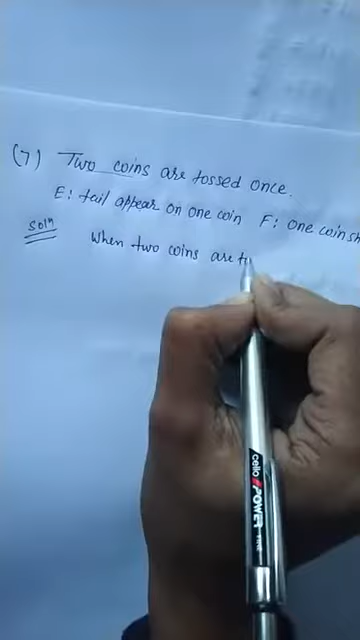 (7) Two coins are tossed once.
E: tail appear on one coin F: one coin sh
Solⁿ When two coins are t
cello POWER